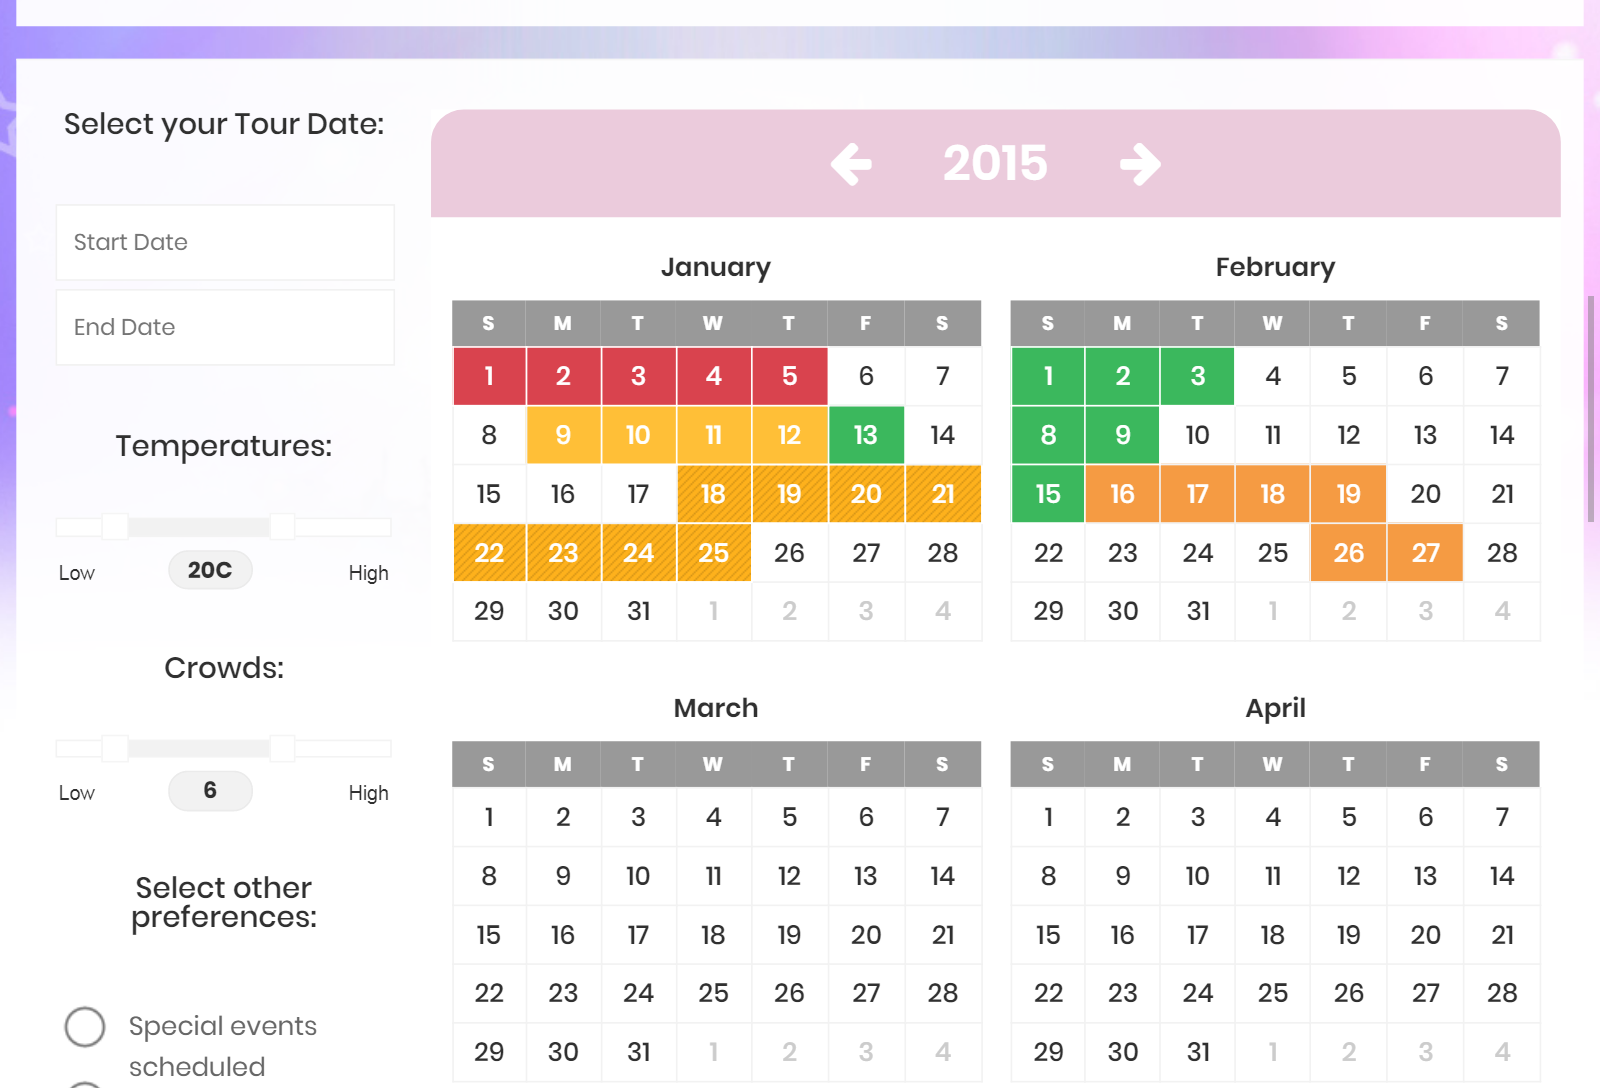 Select your Tour Date:
Start Date
End Date
Temperatures:
Low 20C High
Crowds:
Low 6 High
Select other
preferences:
Special events
scheduled
2015
January
S M T W T F S
1 2 3 4 5 6 7
8 9 10 11 12 13 14
15 16 17 18 19 20 21
22 23 24 25 26 27 28
29 30 31 1 2 3 4
February
S M T W T F S
1 2 3 4 5 6 7
8 9 10 11 12 13 14
15 16 17 18 19 20 21
22 23 24 25 26 27 28
29 30 31 1 2 3 4
March
S M T W T F S
1 2 3 4 5 6 7
8 9 10 11 12 13 14
15 16 17 18 19 20 21
22 23 24 25 26 27 28
29 30 31 1 2 3 4
April
S M T W T F S
1 2 3 4 5 6 7
8 9 10 11 12 13 14
15 16 17 18 19 20 21
22 23 24 25 26 27 28
29 30 31 1 2 3 4